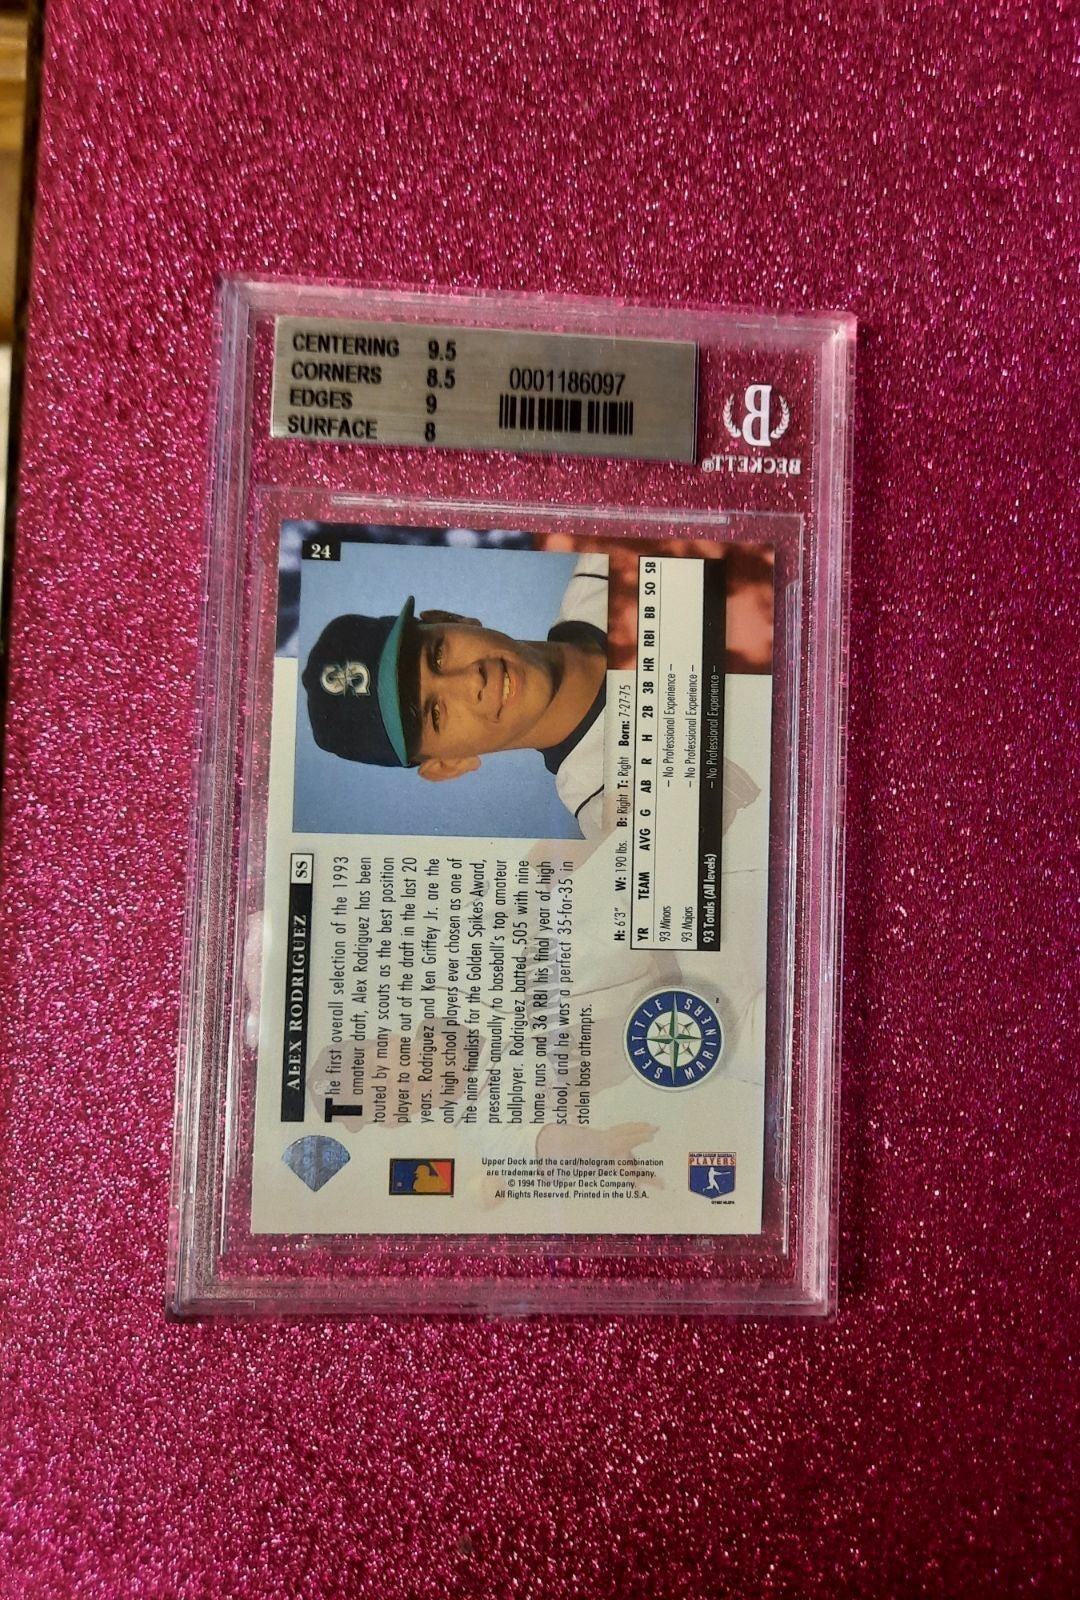 CENTERING 9.5
CORNERS 8.5
EDGES 9
SURFACE 8
0001186097
BECKETT®
24
ALEX RODRIGUEZ SS
The first overall selection of the 1993
amateur draft, Alex Rodriguez has been
touted by many scouts as the best position
player to come out of the draft in the last 20
years. Rodriguez and Ken Griffey Jr. are the
only high school players ever chosen as one of
the nine finalists for the Golden Spikes Award,
presented annually to baseball's top amateur
ballplayer. Rodriguez batted .505 with nine
home runs and 36 RBI his final year of high
school, and he was a perfect 35-for-35 in
stolen base attempts.
H: 6'3" W: 190 lbs. B: Right T: Right Born: 7-27-75
YR TEAM AVG G AB R H 2B 3B HR RBI BB SO SB
93 Minors – No Professional Experience –
93 Majors – No Professional Experience –
93 Totals (All levels) – No Professional Experience –
SEATTLE MARINERS ™
S
Upper Deck and the card/hologram combination
are trademarks of The Upper Deck Company.
© 1994 The Upper Deck Company.
All Rights Reserved. Printed in the U.S.A.
MAJOR LEAGUE BASEBALL
PLAYERS